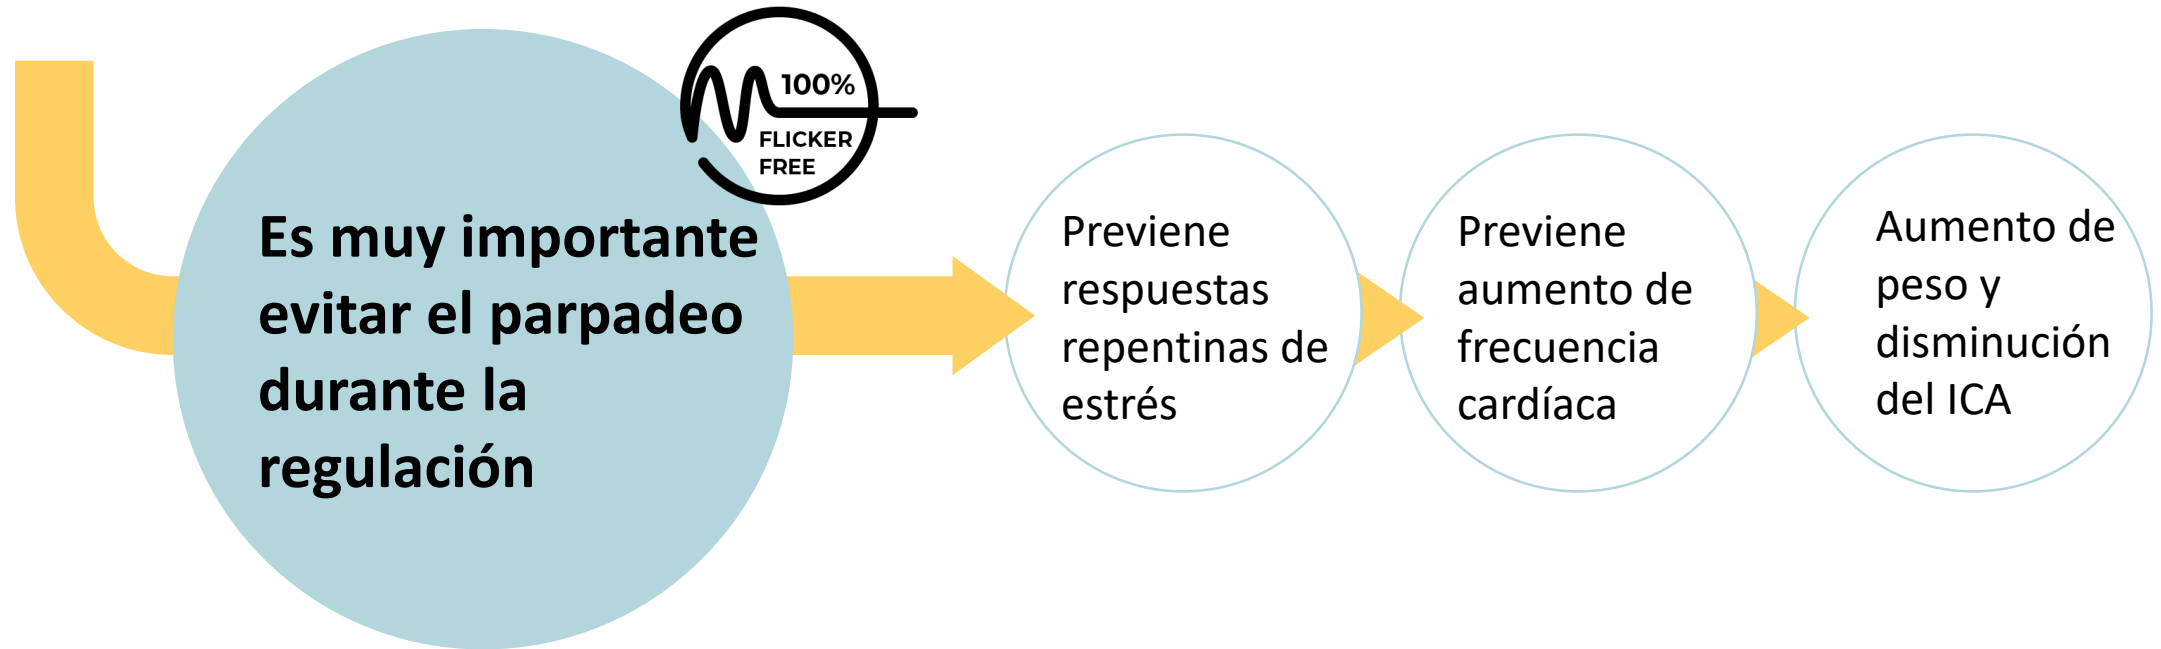 100%
FLICKER
FREE
Es muy importante
evitar el parpadeo
durante la
regulación
Previene
respuestas
repentinas de
estrés
Previene
aumento de
frecuencia
cardíaca
Aumento de
peso y
disminución
del ICA